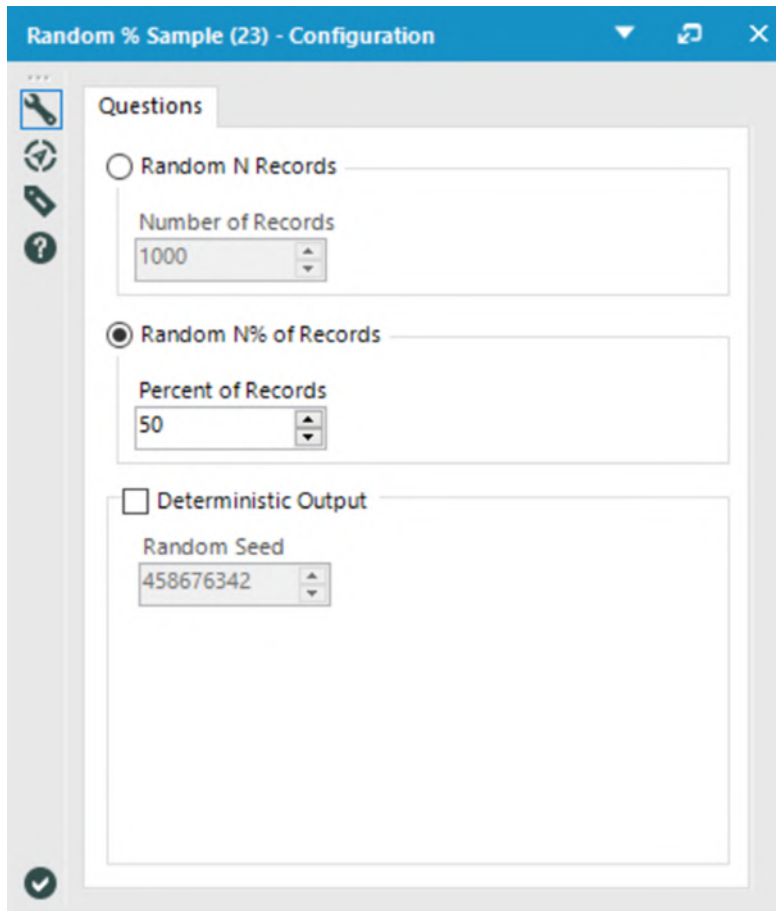 Random % Sample (23) - Configuration
Questions
Random N Records
Number of Records
1000
Random N% of Records
Percent of Records
50
Deterministic Output
Random Seed
458676342